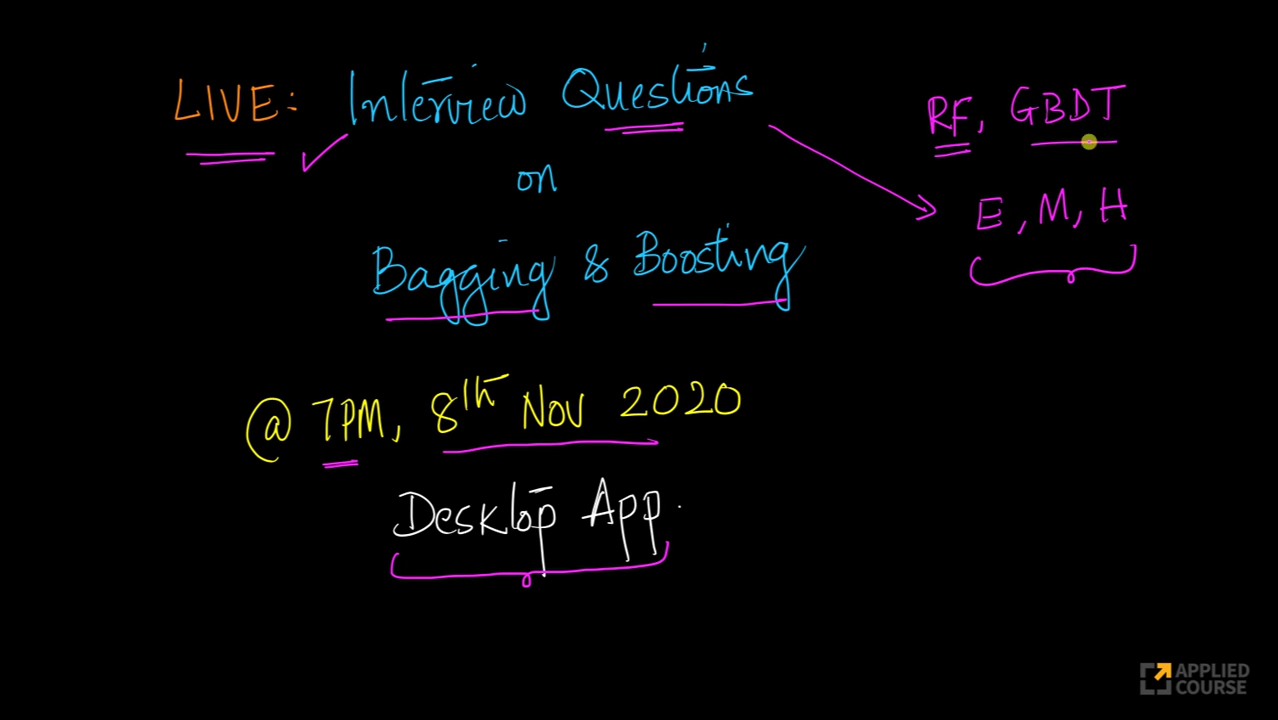 LIVE: Interview Questions
on
Bagging & Boosting
@ 7PM, 8th Nov 2020
Desktop App.
RF, GBDT
E, M, H
APPLIED
COURSE